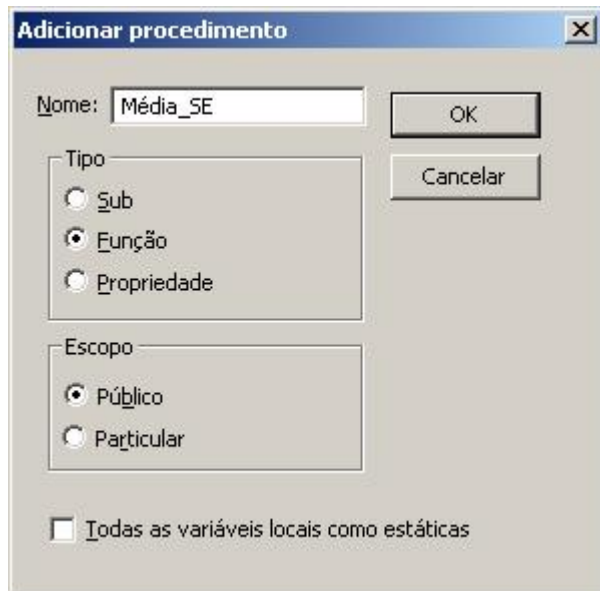 Adicionar procedimento
Nome: Média_SE
OK
Cancelar
Tipo
Sub
Função
Propriedade
Escopo
Público
Particular
Todas as variáveis locais como estáticas